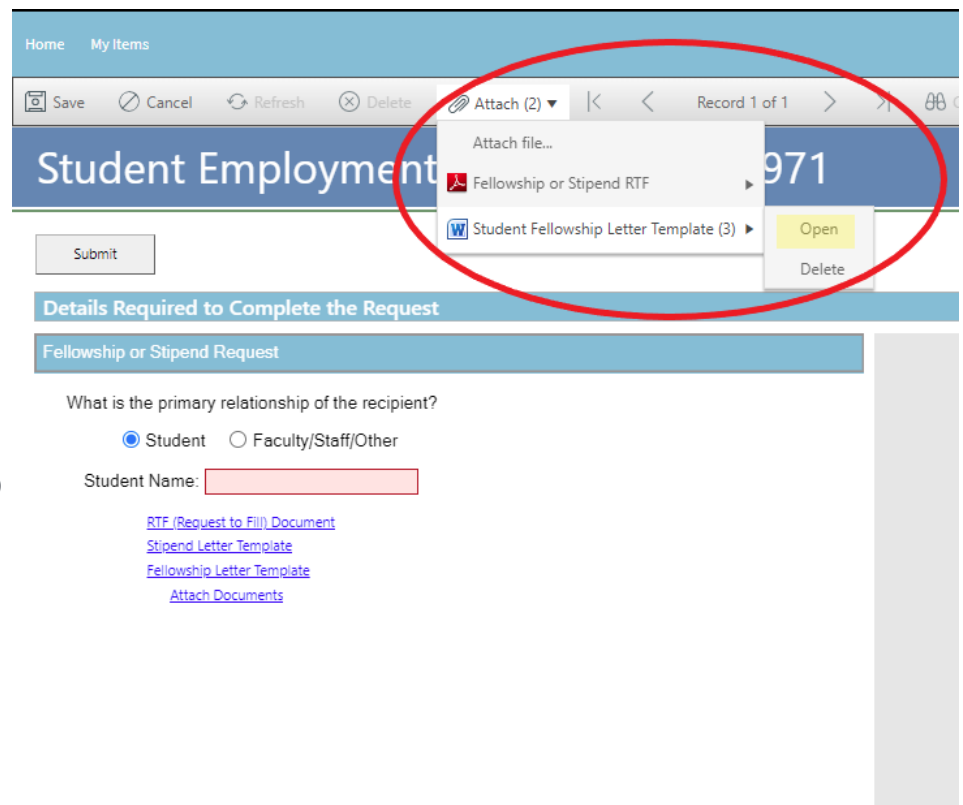 Home My Items
Save Cancel Refresh Delete Attach (2) Record 1 of 1
Attach file...
Student Employment 971
Fellowship or Stipend RTF
Student Fellowship Letter Template (3) Open
Submit
Delete
Details Required to Complete the Request
Fellowship or Stipend Request
What is the primary relationship of the recipient?
Student Faculty/Staff/Other
Student Name:
RTF (Request to Fill) Document
Stipend Letter Template
Fellowship Letter Template
Attach Documents